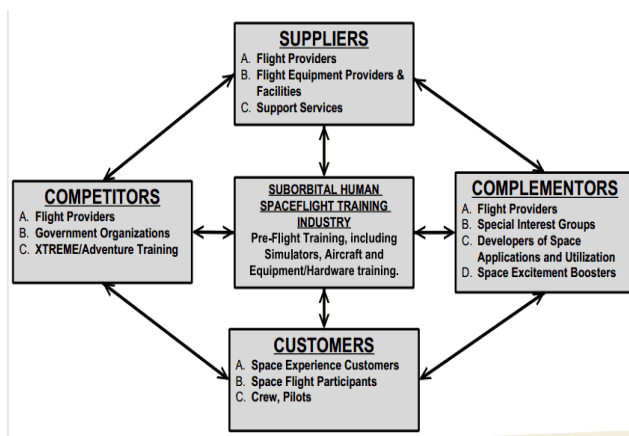 SUPPLIERS
A. Flight Providers
B. Flight Equipment Providers &
Facilities
C. Support Services
COMPETITORS
A. Flight Providers
B. Government Organizations
C. XTREME/Adventure Training
SUBORBITAL HUMAN
SPACEFLIGHT TRAINING
INDUSTRY
Pre-Flight Training, including
Simulators, Aircraft and
Equipment/Hardware training.
COMPLEMENTORS
A. Flight Providers
B. Special Interest Groups
C. Developers of Space
Applications and Utilization
D. Space Excitement Boosters
CUSTOMERS
A. Space Experience Customers
B. Space Flight Participants
C. Crew, Pilots